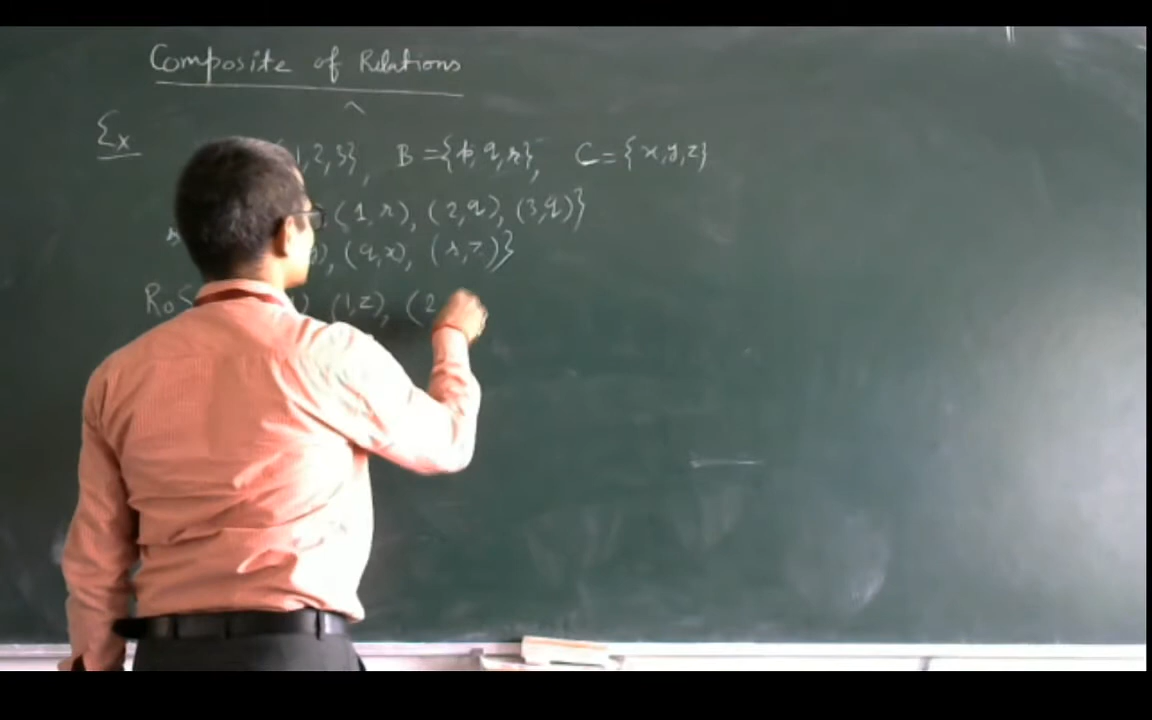 Composite of Relations
Ex 1,2,3}, B={p,q,r}, C={x,y,z}
(1,r), (2,q), (3,q)}
), (q,x), (r,z)}
RoS ), (1,z), (2